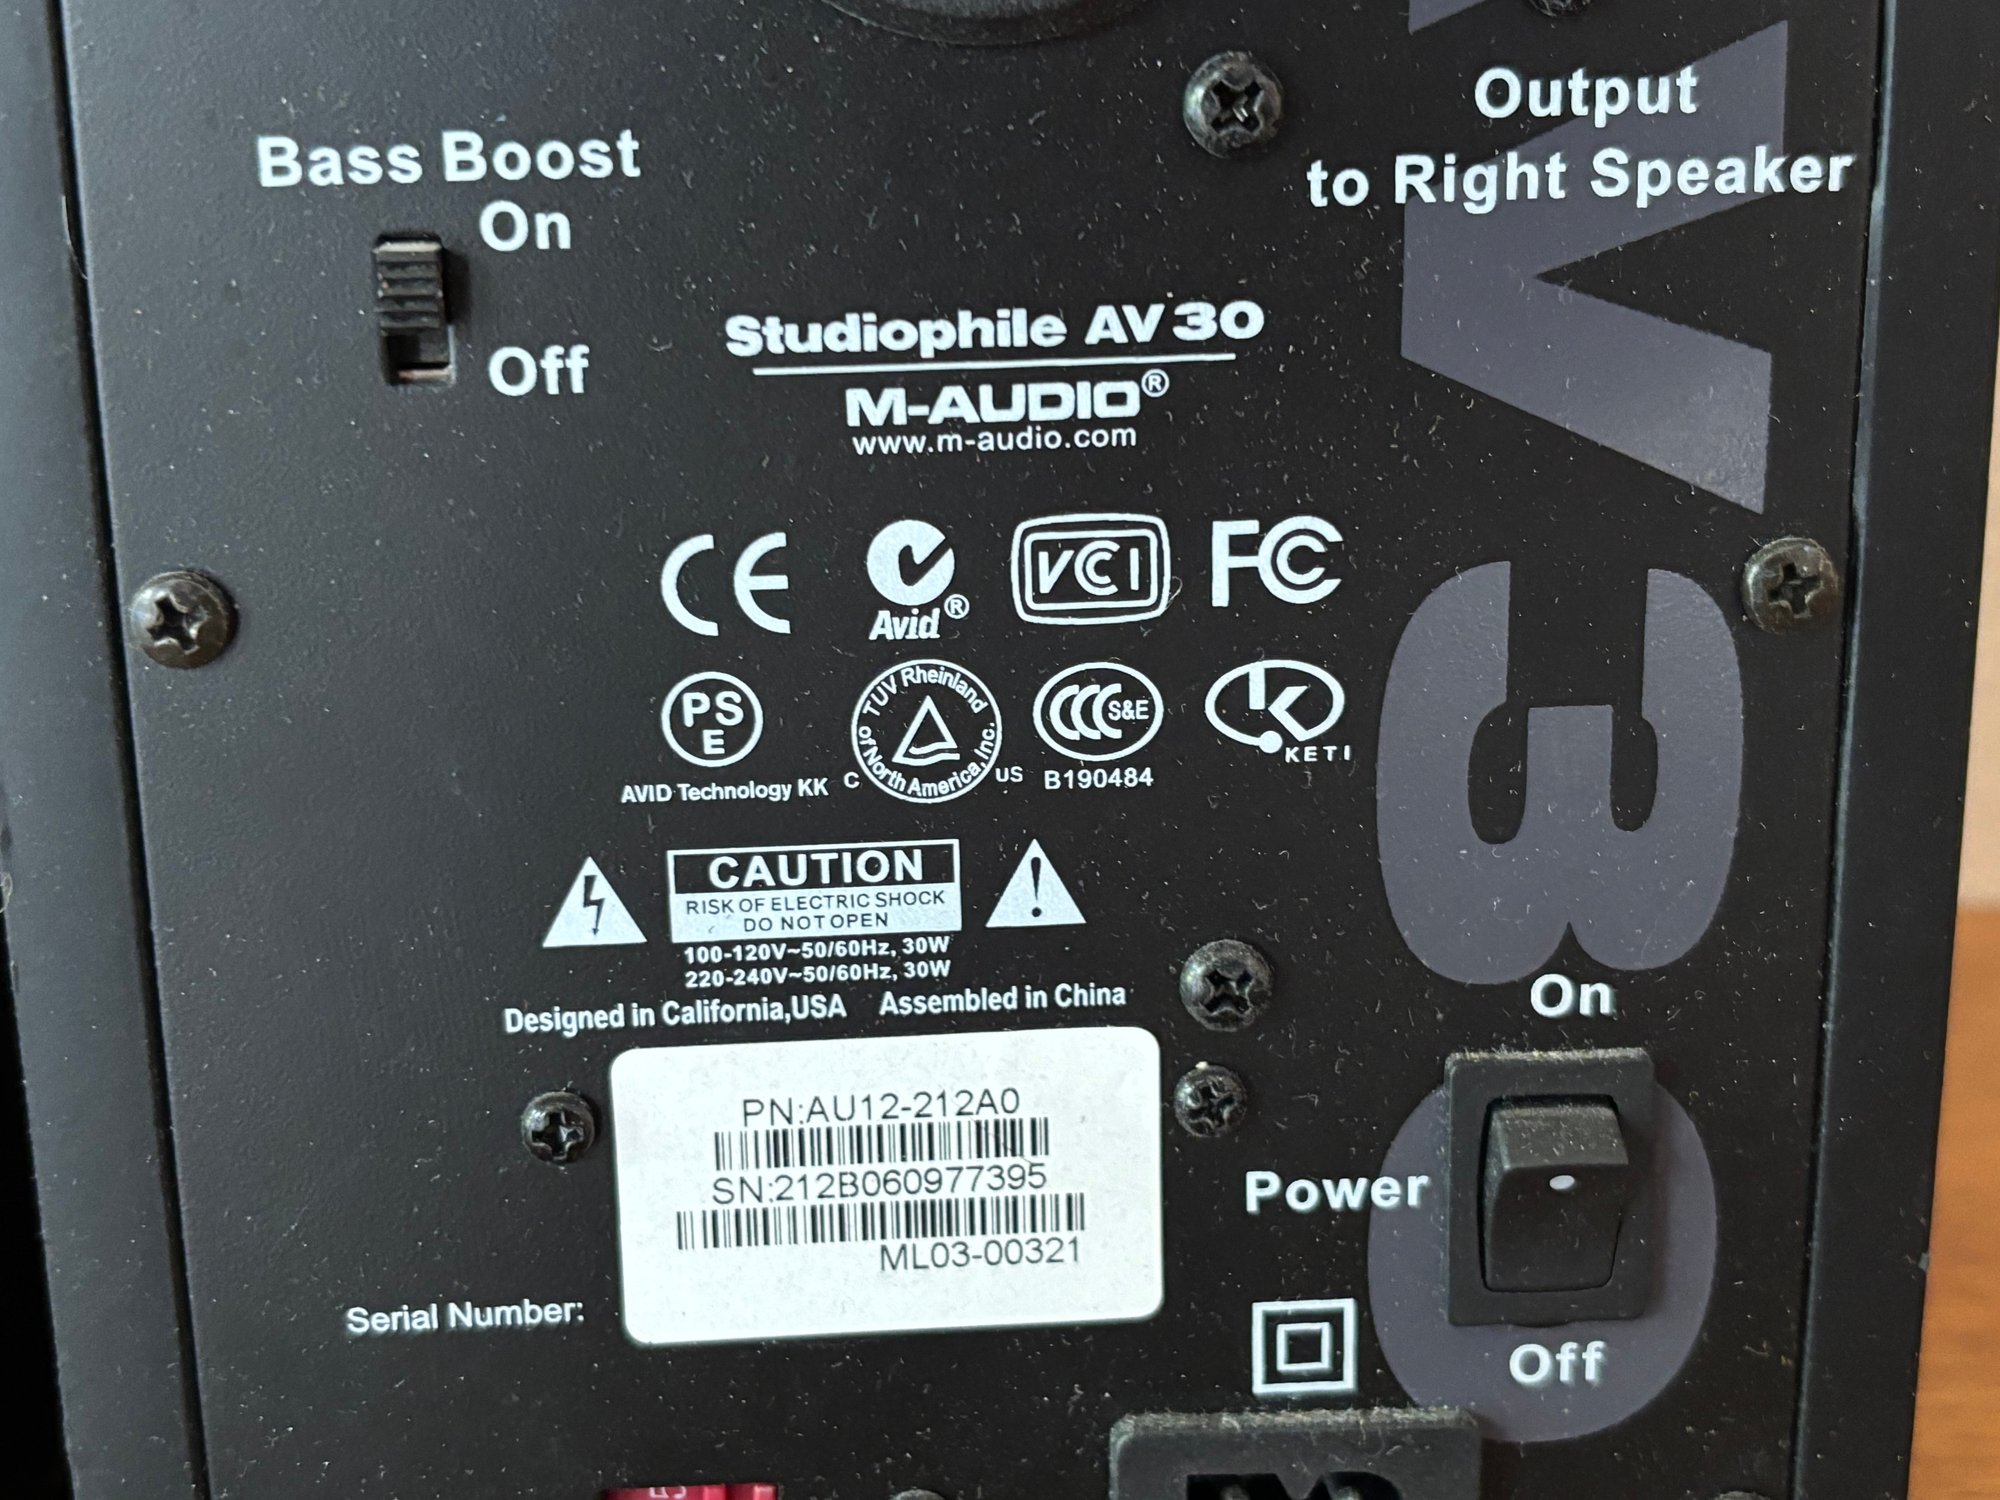 Output
to Right Speaker
Bass Boost
On
Off
Studiophile AV 30
M-AUDIO®
www.m-audio.com
CE
Avid®
VCI
FC
PS
E
AVID Technology KK
TUV Rheinland
of North America, Inc.
C
US
CCC S&E
B190484
K
KETI
CAUTION
RISK OF ELECTRIC SHOCK
DO NOT OPEN
100-120V~50/60Hz, 30W
220-240V~50/60Hz, 30W
Designed in California,USA Assembled in China
PN:AU12-212A0
SN:212B060977395
ML03-00321
Serial Number:
On
Power
Off
AV30